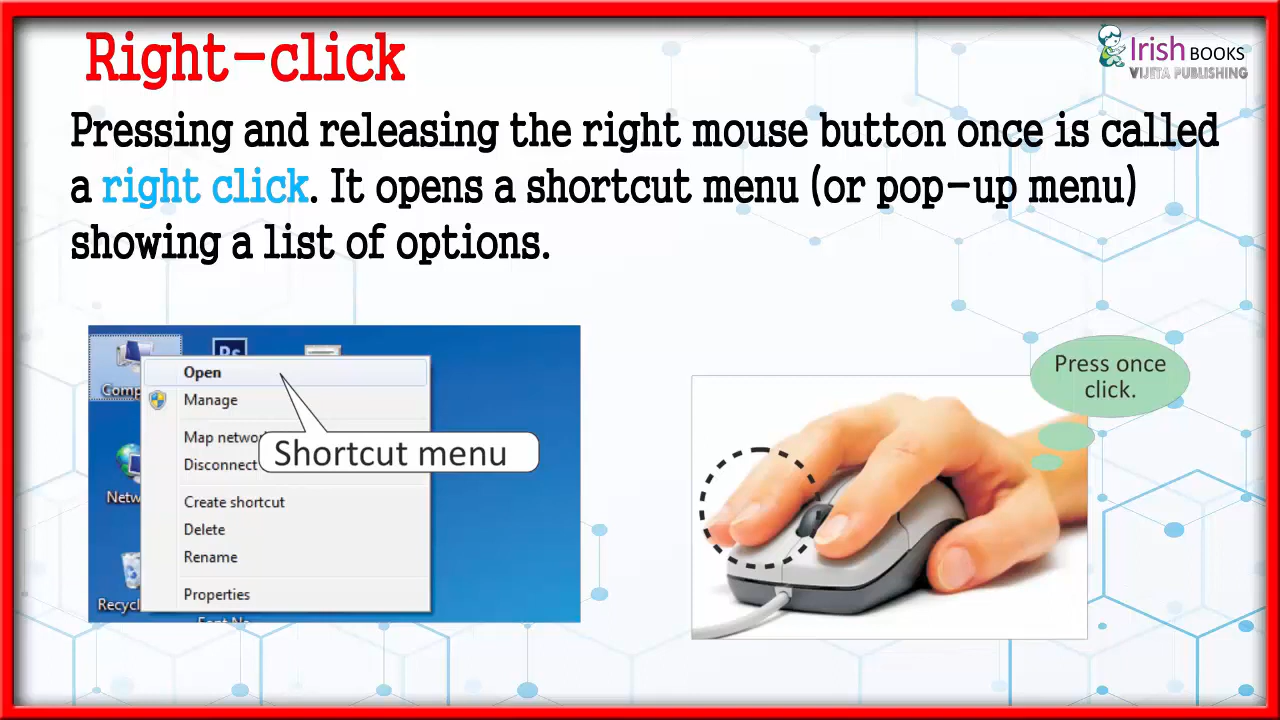 Right-click
Irish BOOKS
VIJETA PUBLISHING
Pressing and releasing the right mouse button once is called
a right click. It opens a shortcut menu (or pop-up menu)
showing a list of options.
Ps
Open
Manage
Map netwo
Disconnect
Shortcut menu
Create shortcut
Delete
Rename
Properties
Comp
Netw
Recycl
Press once
click.